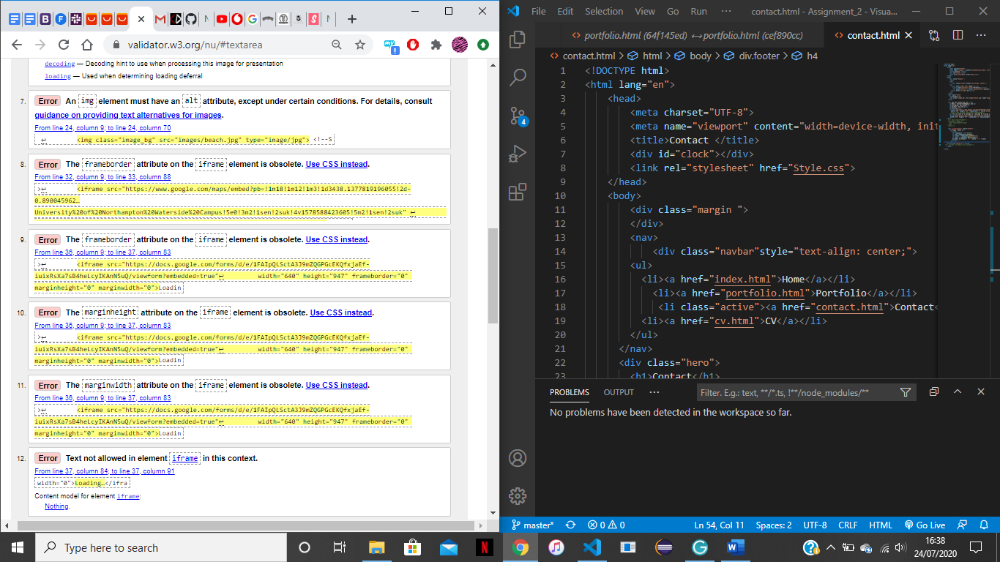 validator.w3.org/nu/#textarea
decoding — Decoding hint to use when processing this image for presentation
loading — Used when determining loading deferral
7. Error An img element must have an alt attribute, except under certain conditions. For details, consult
guidance on providing text alternatives for images.
From line 24, column 9; to line 24, column 70
↩ <img class="image_bg" src="images/beach.jpg" type="image/jpg"> <!--S
8. Error The frameborder attribute on the iframe element is obsolete. Use CSS instead.
From line 32, column 9; to line 33, column 88
>↩ <iframe src="https://www.google.com/maps/embed?pb=!1m18!1m12!1m3!1d3438.1377819196055!2d-
0.890045962…
University%20of%20Northampton%20Waterside%20Campus!5e0!3m2!1sen!2suk!4v1578588423605!5m2!1sen!2suk" ↩
9. Error The frameborder attribute on the iframe element is obsolete. Use CSS instead.
From line 36, column 9; to line 37, column 83
>↩ <iframe src="https://docs.google.com/forms/d/e/1FAIpQLSctA3J9mZQGPGcEKQfxjaEf-
iuixRsXa7sB4heLcyIKAnN5uQ/viewform?embedded=true"↩ width="640" height="947" frameborder="0"
marginheight="0" marginwidth="0">Loadin
10. Error The marginheight attribute on the iframe element is obsolete. Use CSS instead.
From line 36, column 9; to line 37, column 83
>↩ <iframe src="https://docs.google.com/forms/d/e/1FAIpQLSctA3J9mZQGPGcEKQfxjaEf-
iuixRsXa7sB4heLcyIKAnN5uQ/viewform?embedded=true"↩ width="640" height="947" frameborder="0"
marginheight="0" marginwidth="0">Loadin
11. Error The marginwidth attribute on the iframe element is obsolete. Use CSS instead.
From line 36, column 9; to line 37, column 83
>↩ <iframe src="https://docs.google.com/forms/d/e/1FAIpQLSctA3J9mZQGPGcEKQfxjaEf-
iuixRsXa7sB4heLcyIKAnN5uQ/viewform?embedded=true"↩ width="640" height="947" frameborder="0"
marginheight="0" marginwidth="0">Loadin
12. Error Text not allowed in element iframe in this context.
From line 37, column 84; to line 37, column 91
width="0">Loading…</ifra
Content model for element iframe:
Nothing.
File Edit Selection View Go Run ··· contact.html - Assignment_2 - Visua...
portfolio.html (64f145ed) ↔ portfolio.html (cef890cc) contact.html
contact.html > html > body > div.footer > h4
1 <!DOCTYPE html>
2 <html lang="en">
3 <head>
4 <meta charset="UTF-8">
5 <meta name="viewport" content="width=device-width, init
6 <title>Contact </title>
7 <div id="clock"></div>
8 <link rel="stylesheet" href="Style.css">
9 </head>
10 <body>
11 <div class="margin ">
12 </div>
13 <nav>
14 <div class="navbar"style="text-align: center;">
15 <ul>
16 <li><a href="index.html">Home</a></li>
17 <li><a href="portfolio.html">Portfolio</a></li>
18 <li class="active"><a href="contact.html">Contact<
19 <li><a href="cv.html">CV</a></li>
20 </ul>
21 </nav>
22 <div class="hero">
23 <h1>Contact</h1>
4
PROBLEMS OUTPUT ··· Filter. E.g.: text, **/*.ts, !**/node_modules/**
No problems have been detected in the workspace so far.
master* 0 0 Ln 54, Col 11 Spaces: 2 UTF-8 CRLF HTML Go Live
Type here to search
16:38
24/07/2020